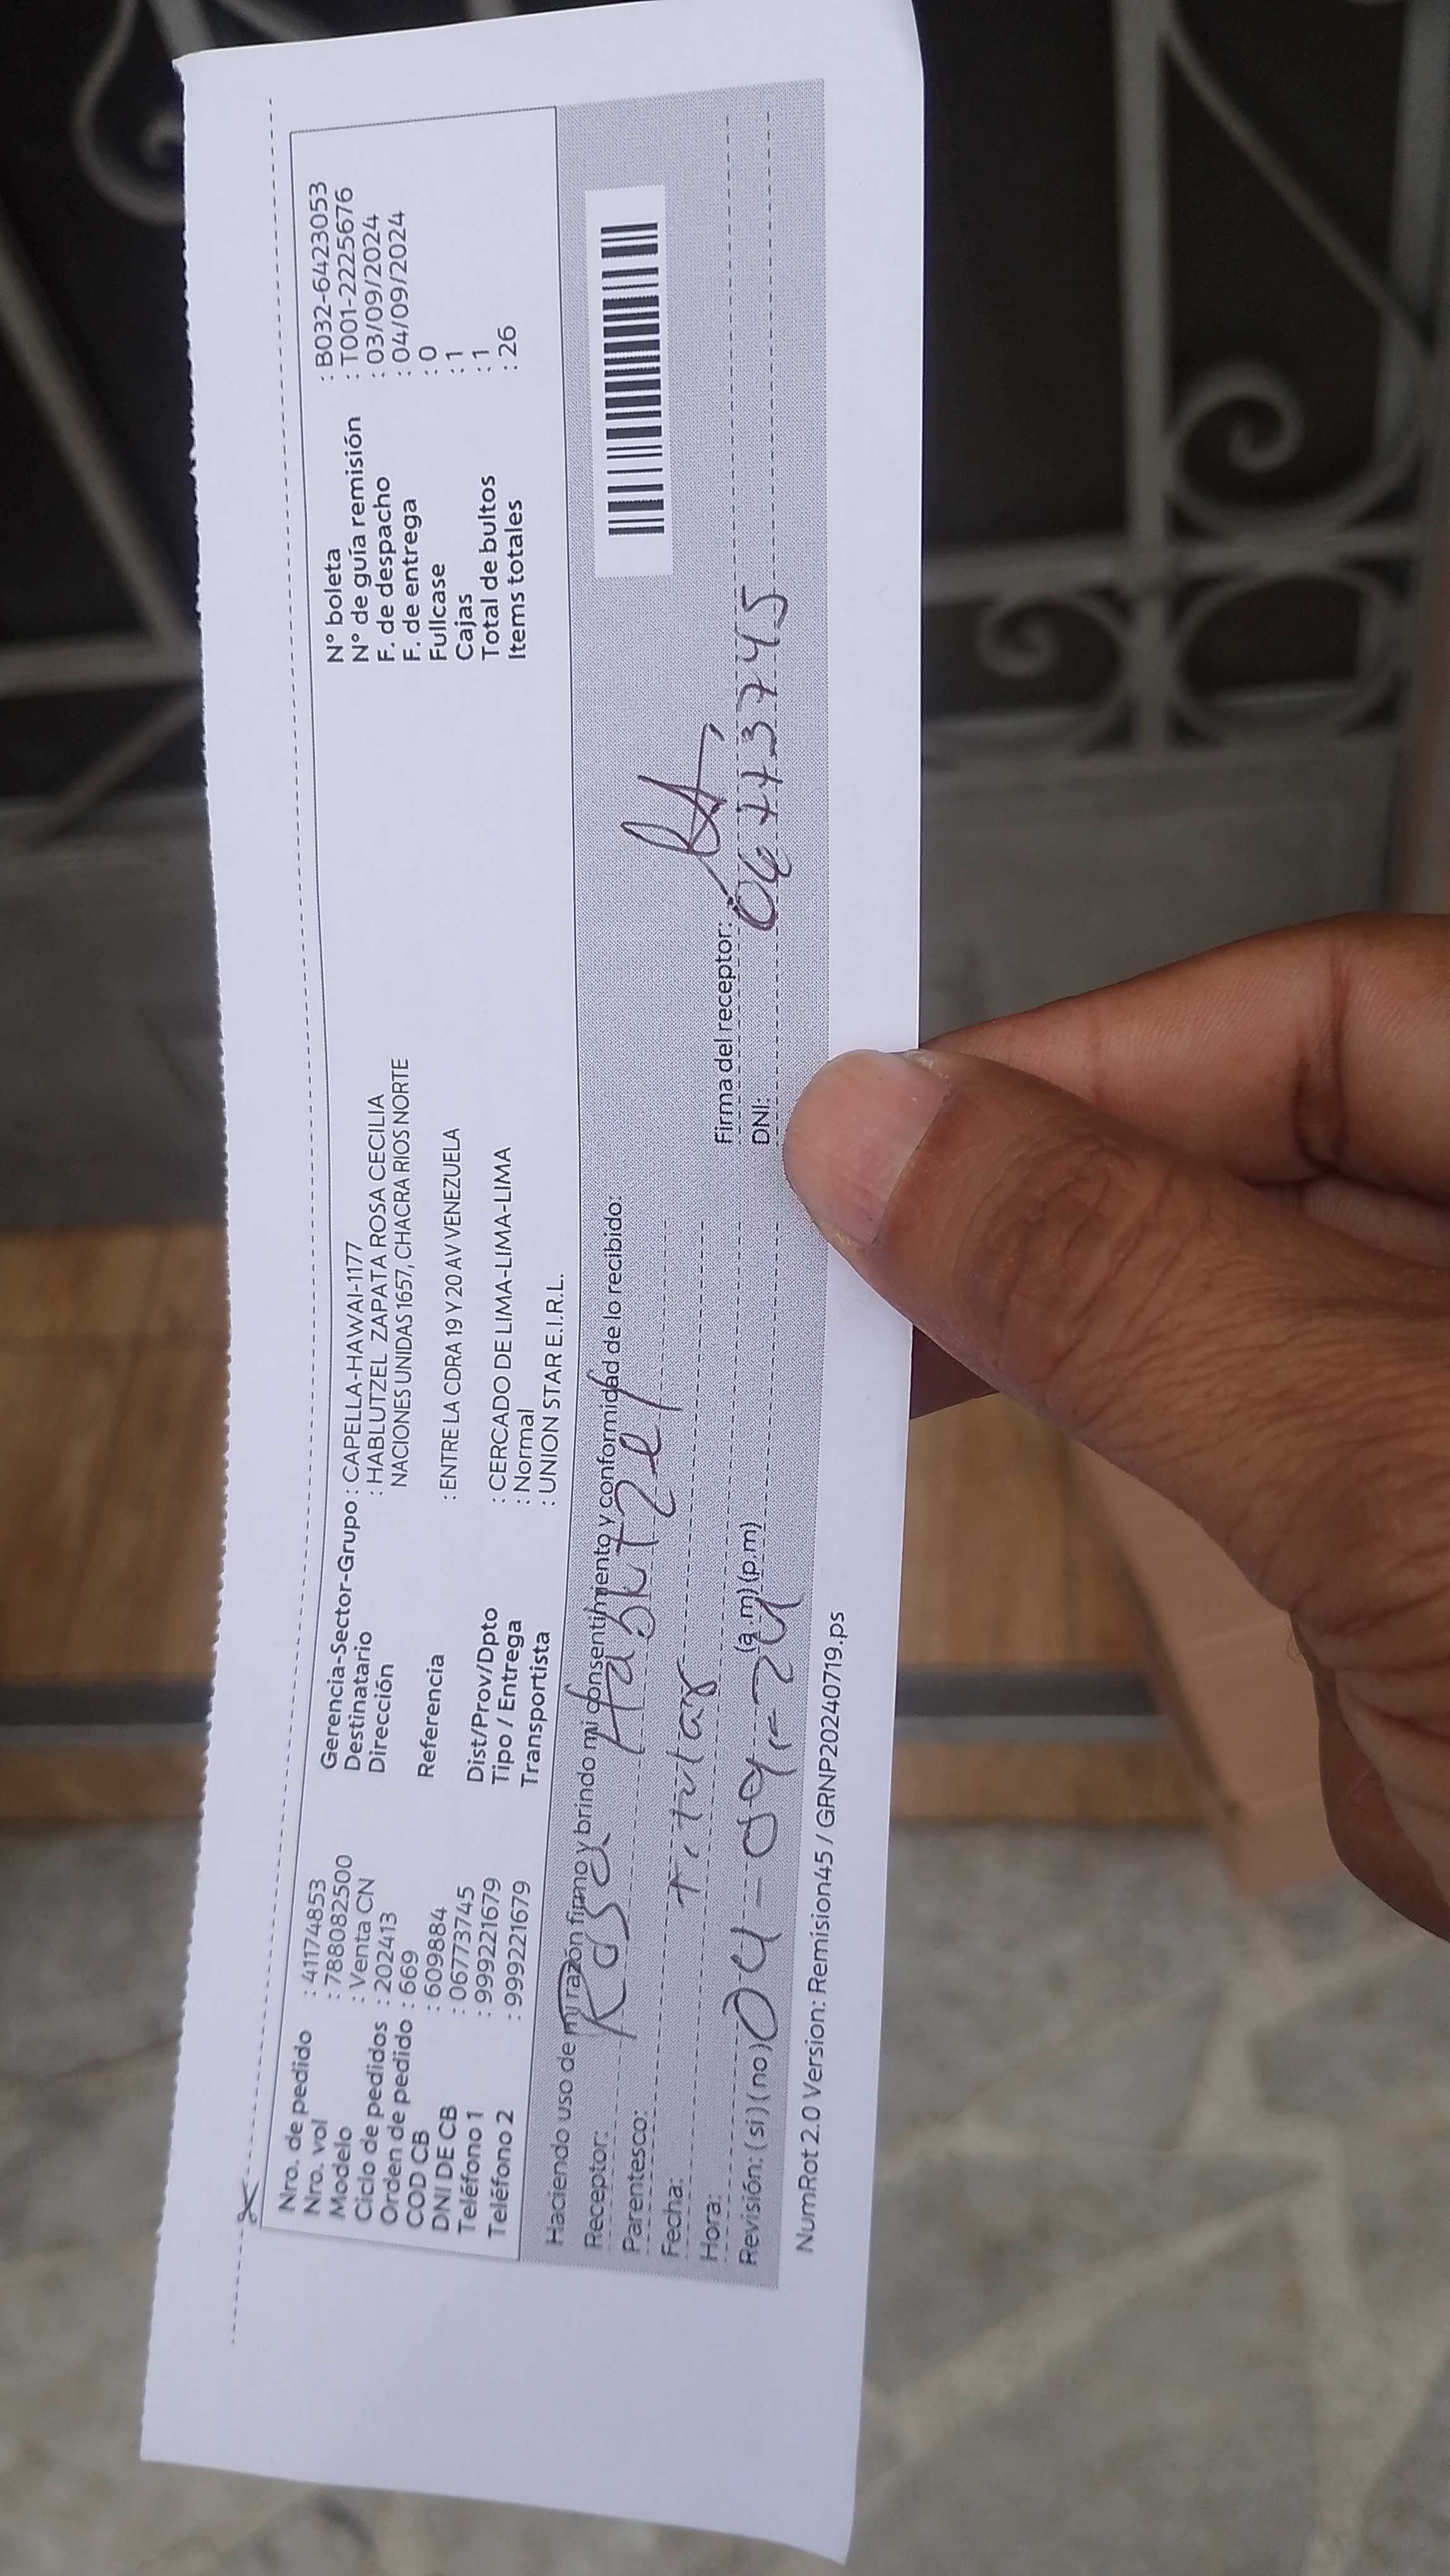 Nro. de pedido : 41174853
Nro. vol : 788082500
Modelo : Venta CN
Ciclo de pedidos : 202413
Orden de pedido : 669
COD CB : 609884
DNI DE CB : 06773745
Teléfono 1 : 999221679
Teléfono 2 : 999221679
Gerencia-Sector-Grupo : CAPELLA-HAWAI-1177
Destinatario : HABLUTZEL ZAPATA ROSA CECILIA
Dirección NACIONES UNIDAS 1657, CHACRA RIOS NORTE
Referencia : ENTRE LA CDRA 19 Y 20 AV VENEZUELA
Dist/Prov/Dpto : CERCADO DE LIMA-LIMA-LIMA
Tipo / Entrega : Normal
Transportista : UNION STAR E.I.R.L.
N° boleta : B032-6423053
N° de guía remisión : T001-2225676
F. de despacho : 03/09/2024
F. de entrega : 04/09/2024
Fullcase : 0
Cajas : 1
Total de bultos : 1
Items totales : 26
Haciendo uso de mi razón firmo y brindo mi consentimiento y conformidad de lo recibido:
Receptor: Rosa
Parentesco: Titular
Fecha:
Hora: 04-09-24 (a.m) (p.m)
Revisión: (si) (no)
Firma del receptor:
DNI: 06773745
NumRot 2.0 Version: Remision45 / GRNP20240719.ps